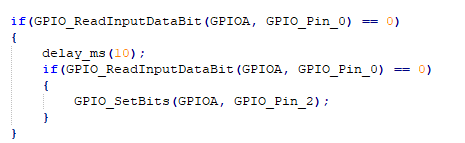 if(GPIO_ReadInputDataBit(GPIOA, GPIO_Pin_0) == 0)
{
    delay_ms(10);
    if(GPIO_ReadInputDataBit(GPIOA, GPIO_Pin_0) == 0)
    {
        GPIO_SetBits(GPIOA, GPIO_Pin_2);
    }
}